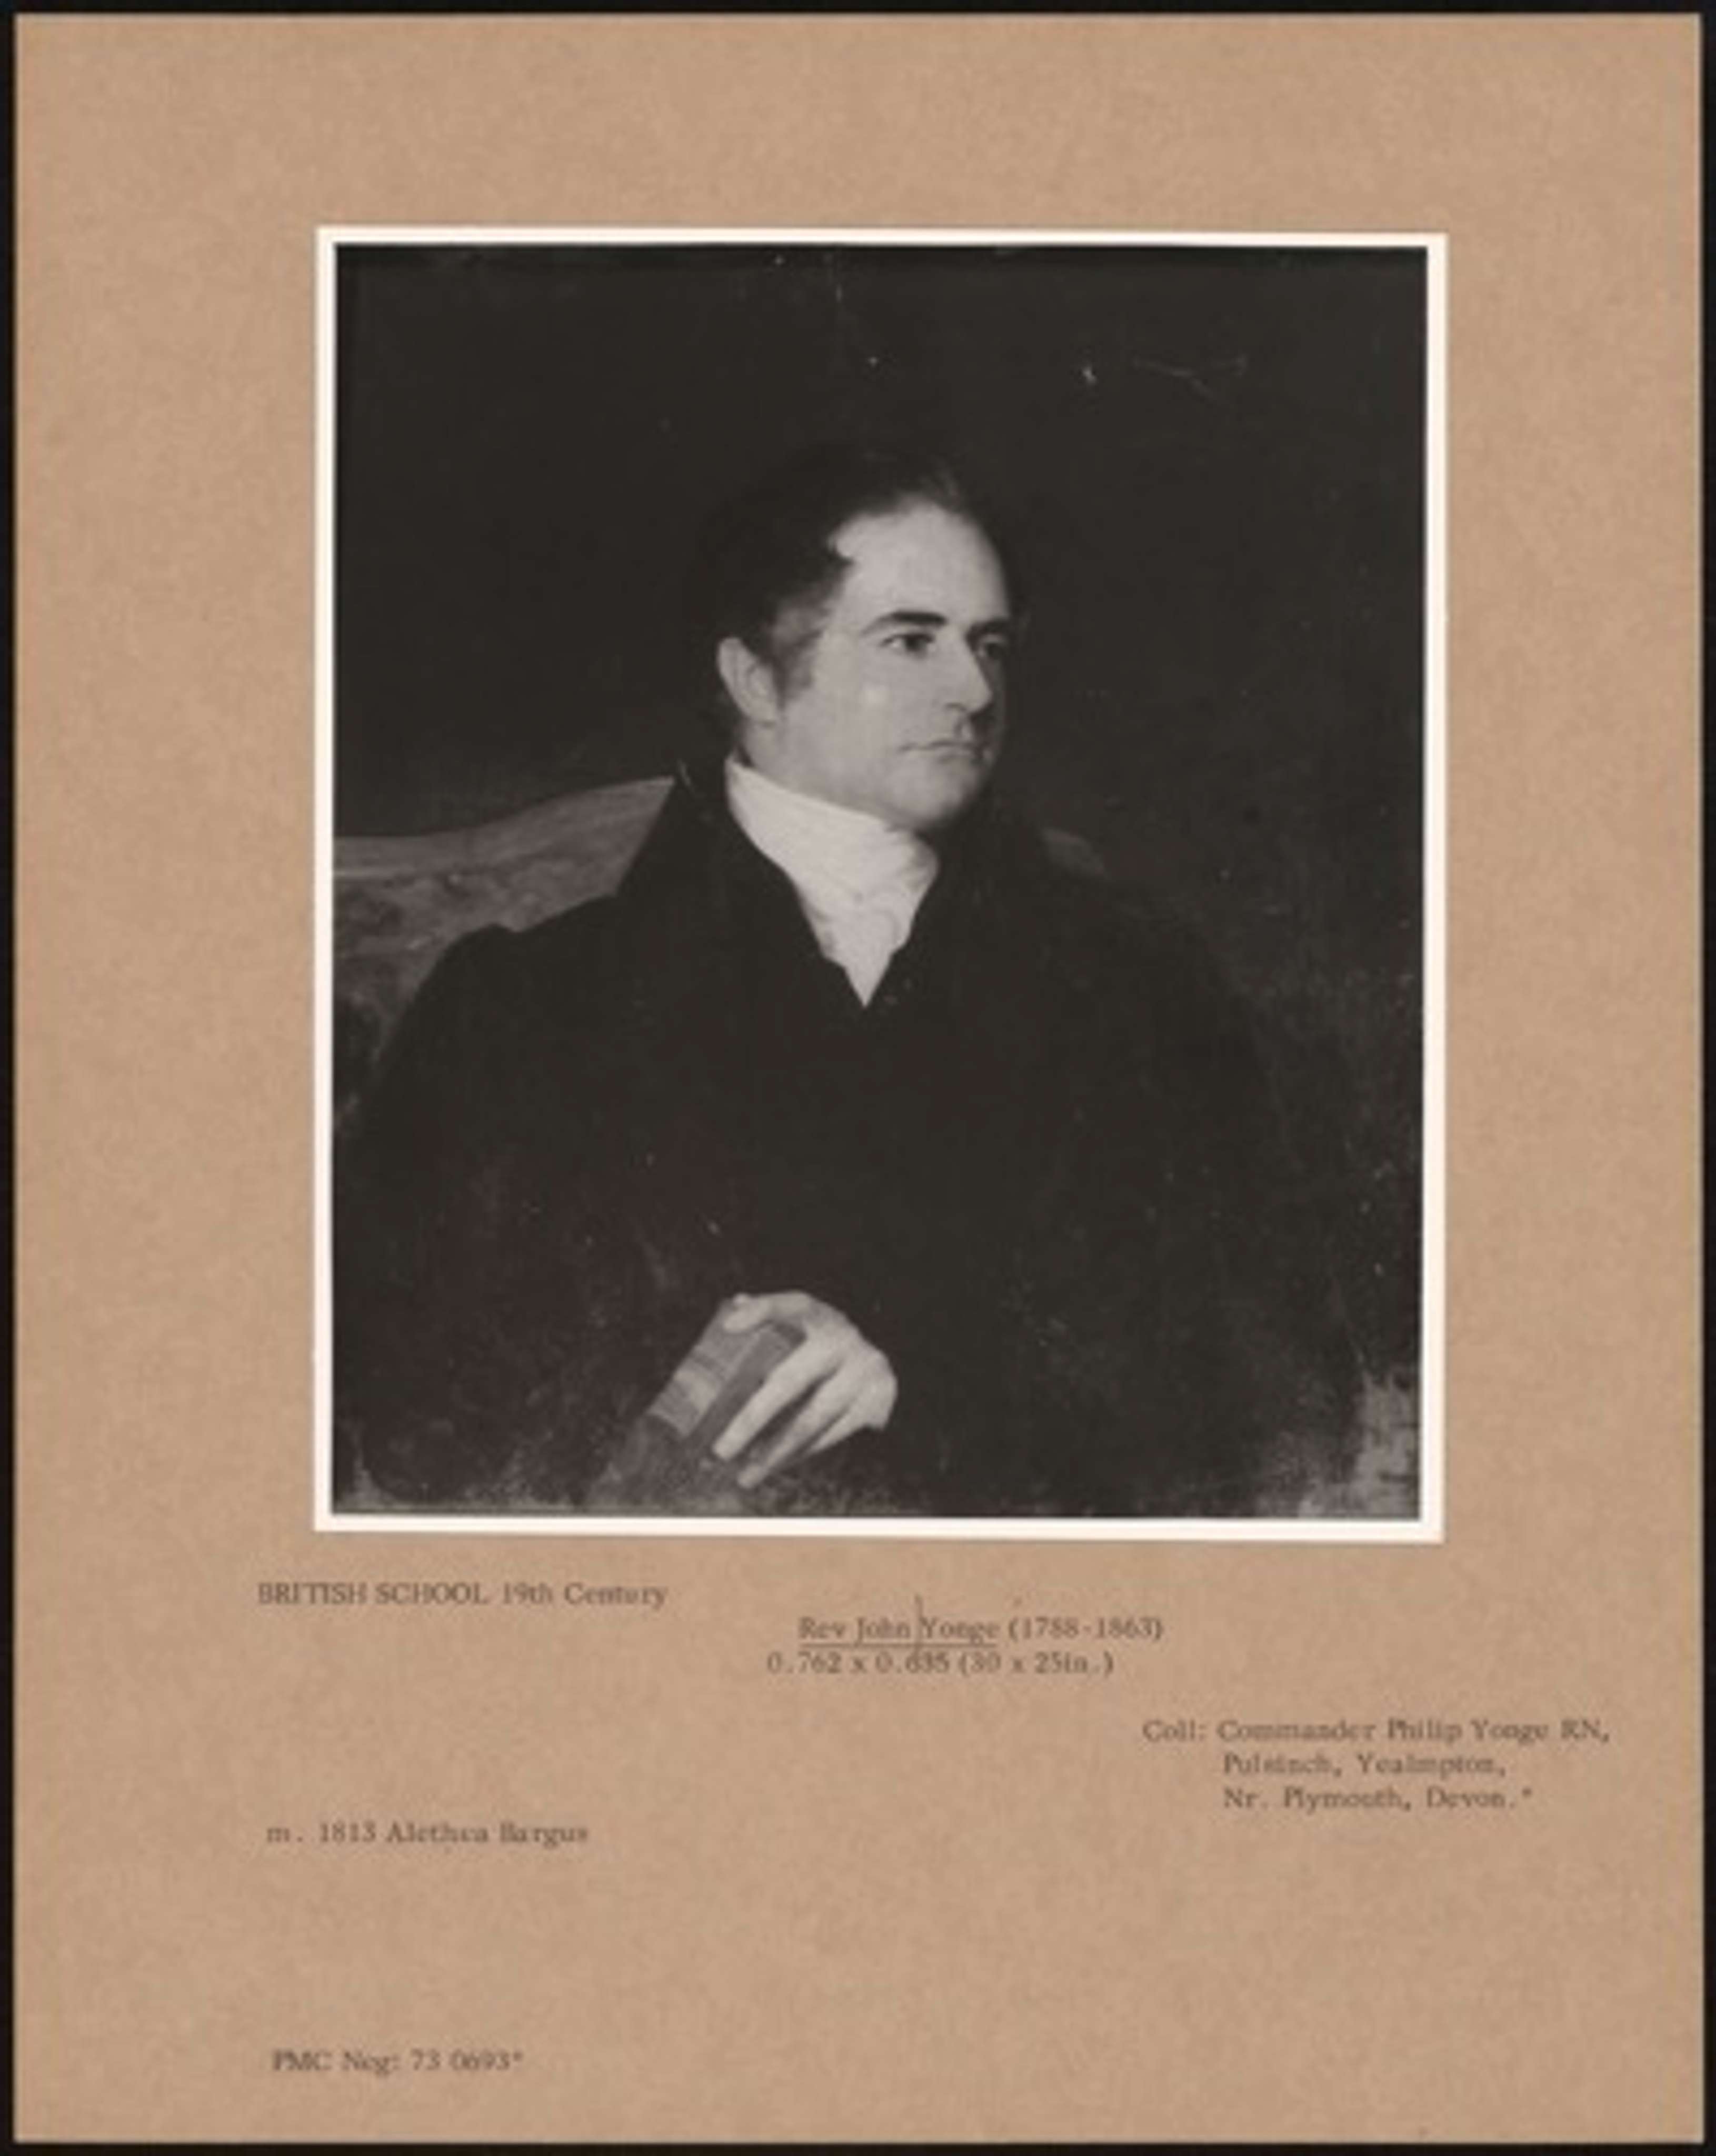 BRITISH SCHOOL 19th Century
Rev John Yonge (1788-1863)
0.762 x 0.635 (30 x 25in.)
Coll: Commander Philip Yonge RN,
Puslinch, Yealmpton,
Nr. Plymouth, Devon.*
m. 1813 Alethea Bargus
PMC Neg: 73 0693*